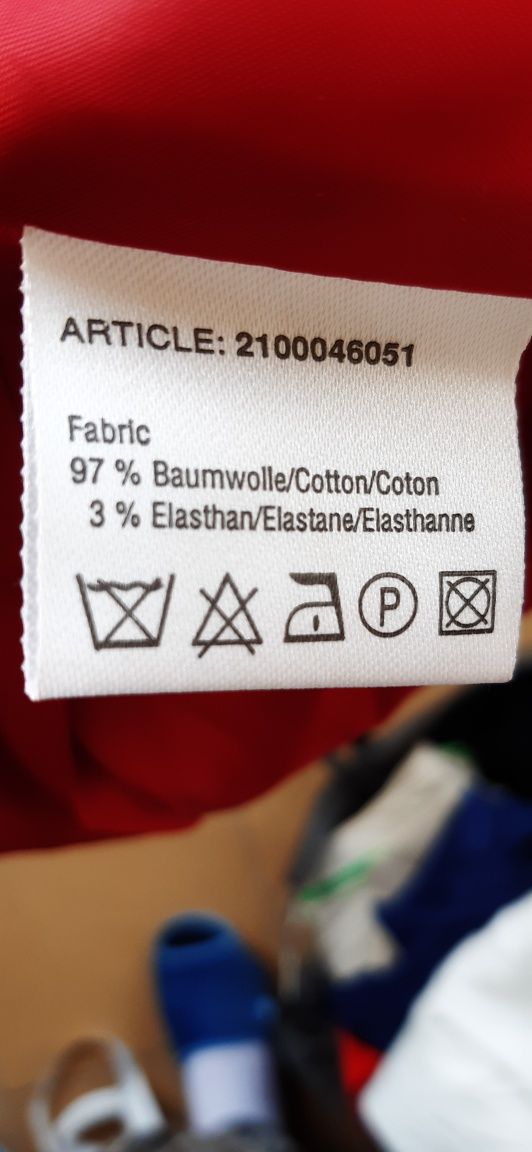 ARTICLE: 2100046051
Fabric
97 % Baumwolle/Cotton/Coton
3 % Elasthan/Elastane/Elasthanne
P